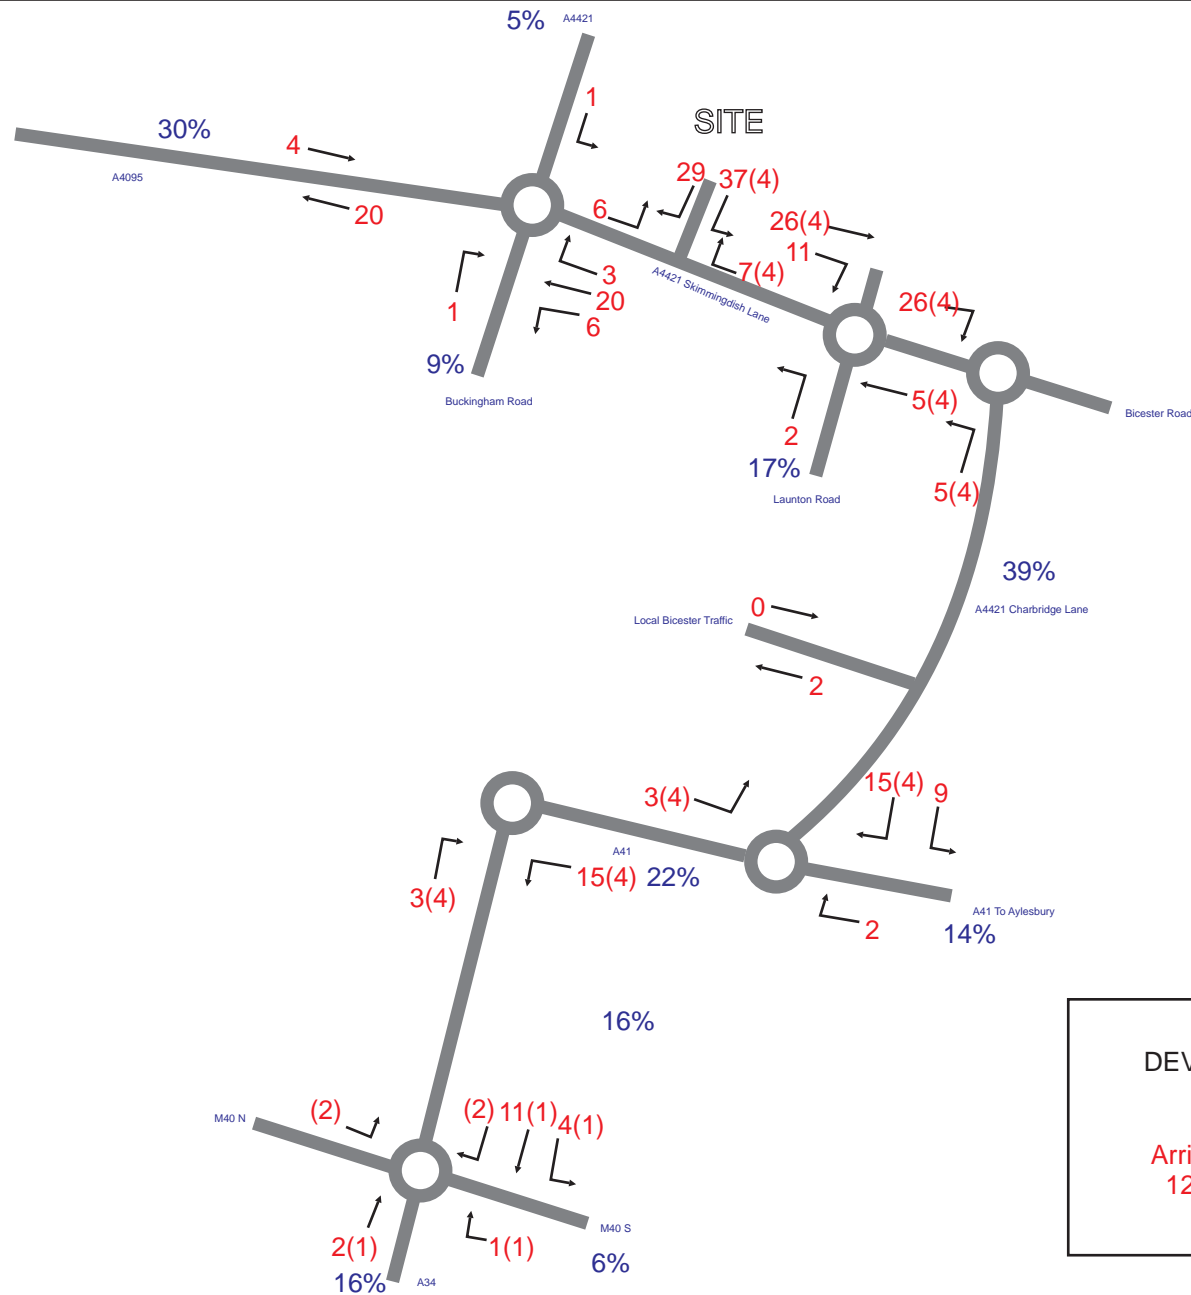 5%
A4421
1
SITE
30%
4
A4095
20
29
37(4)
6
26(4)
11
7(4)
3
A4421 Skimmingdish Lane
20
26(4)
1
6
9%
Buckingham Road
5(4)
Bicester Road
2
17%
5(4)
Launton Road
39%
0
A4421 Charbridge Lane
Local Bicester Traffic
2
15(4)
9
3(4)
A41
15(4)
22%
3(4)
A41 To Aylesbury
2
14%
16%
DEV
(2)
(2)
11(1)
4(1)
M40 N
Arri
12
M40 S
2(1)
1(1)
6%
16%
A34